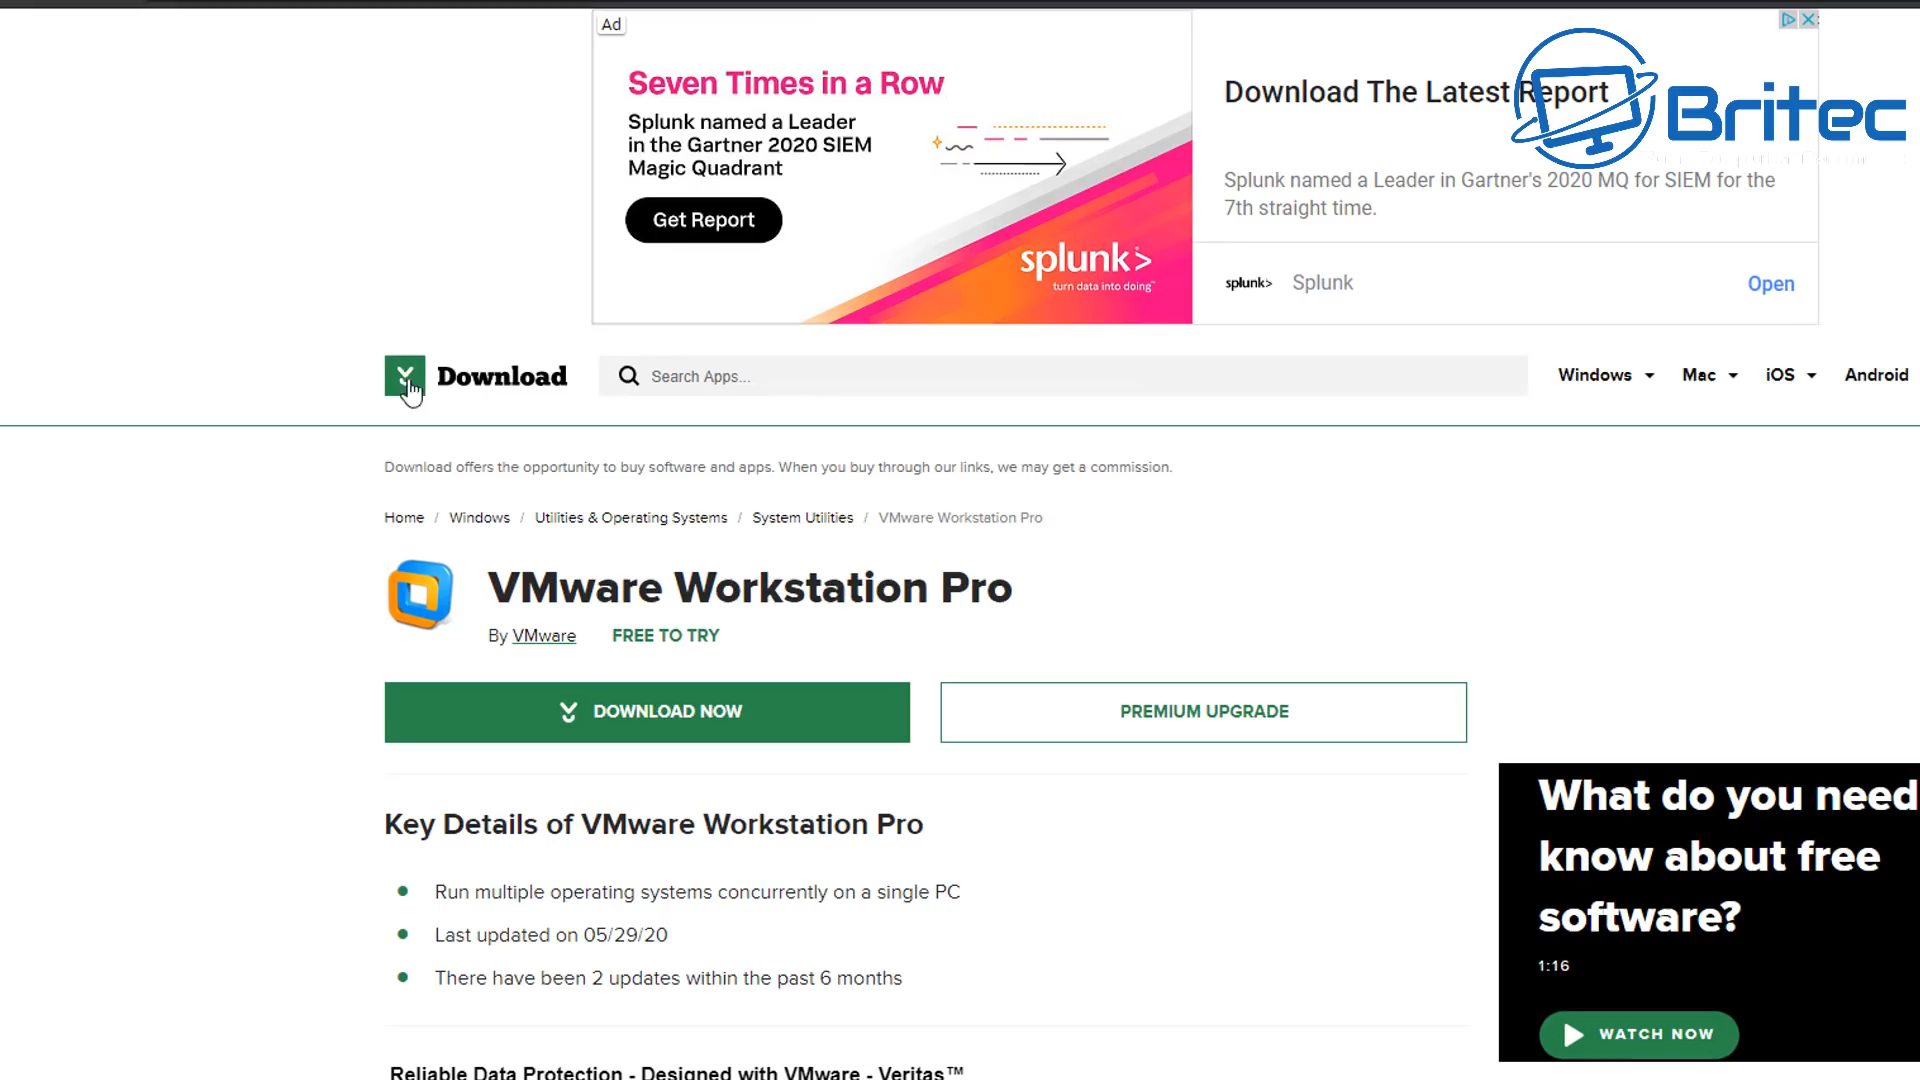 Ad
Seven Times in a Row
Splunk named a Leader
in the Gartner 2020 SIEM
Magic Quadrant
Get Report
splunk>
turn data into doing™
Download The Latest Report
Splunk named a Leader in Gartner's 2020 MQ for SIEM for the
7th straight time.
splunk> Splunk Open
Britec
Download
Search Apps...
Windows Mac iOS Android
Download offers the opportunity to buy software and apps. When you buy through our links, we may get a commission.
Home / Windows / Utilities & Operating Systems / System Utilities / VMware Workstation Pro
VMware Workstation Pro
By VMware FREE TO TRY
DOWNLOAD NOW
PREMIUM UPGRADE
Key Details of VMware Workstation Pro
Run multiple operating systems concurrently on a single PC
Last updated on 05/29/20
There have been 2 updates within the past 6 months
Reliable Data Protection - Designed with VMware - Veritas™
What do you need
know about free
software?
1:16
WATCH NOW